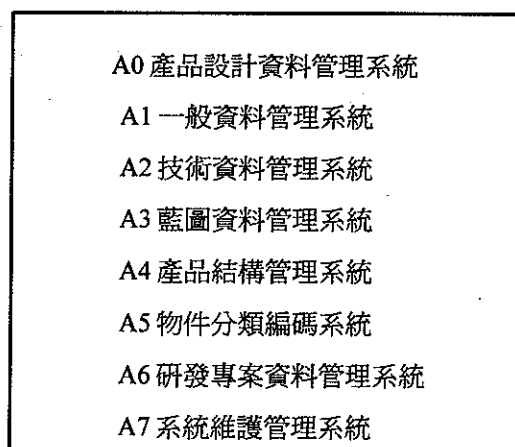 A0 產品設計資料管理系統
A1 一般資料管理系統
A2 技術資料管理系統
A3 藍圖資料管理系統
A4 產品結構管理系統
A5 物件分類編碼系統
A6 研發專案資料管理系統
A7 系統維護管理系統